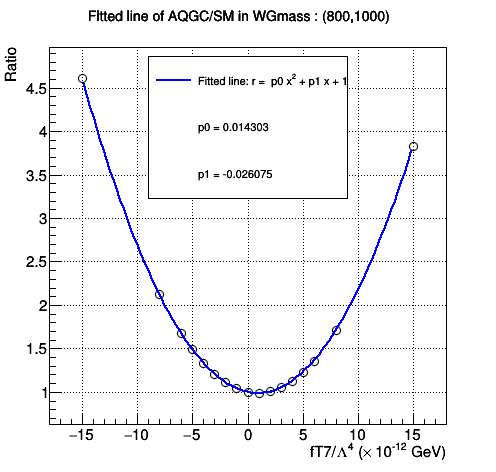 FItted line of AQGC/SM in WGmass : (800,1000)
Ratio
Fitted line: r = p0 x² + p1 x + 1
p0 = 0.014303
p1 = -0.026075
4.5
4
3.5
3
2.5
2
1.5
1
−15 −10 −5 0 5 10 15
fT7/Λ⁴ (× 10⁻¹² GeV)